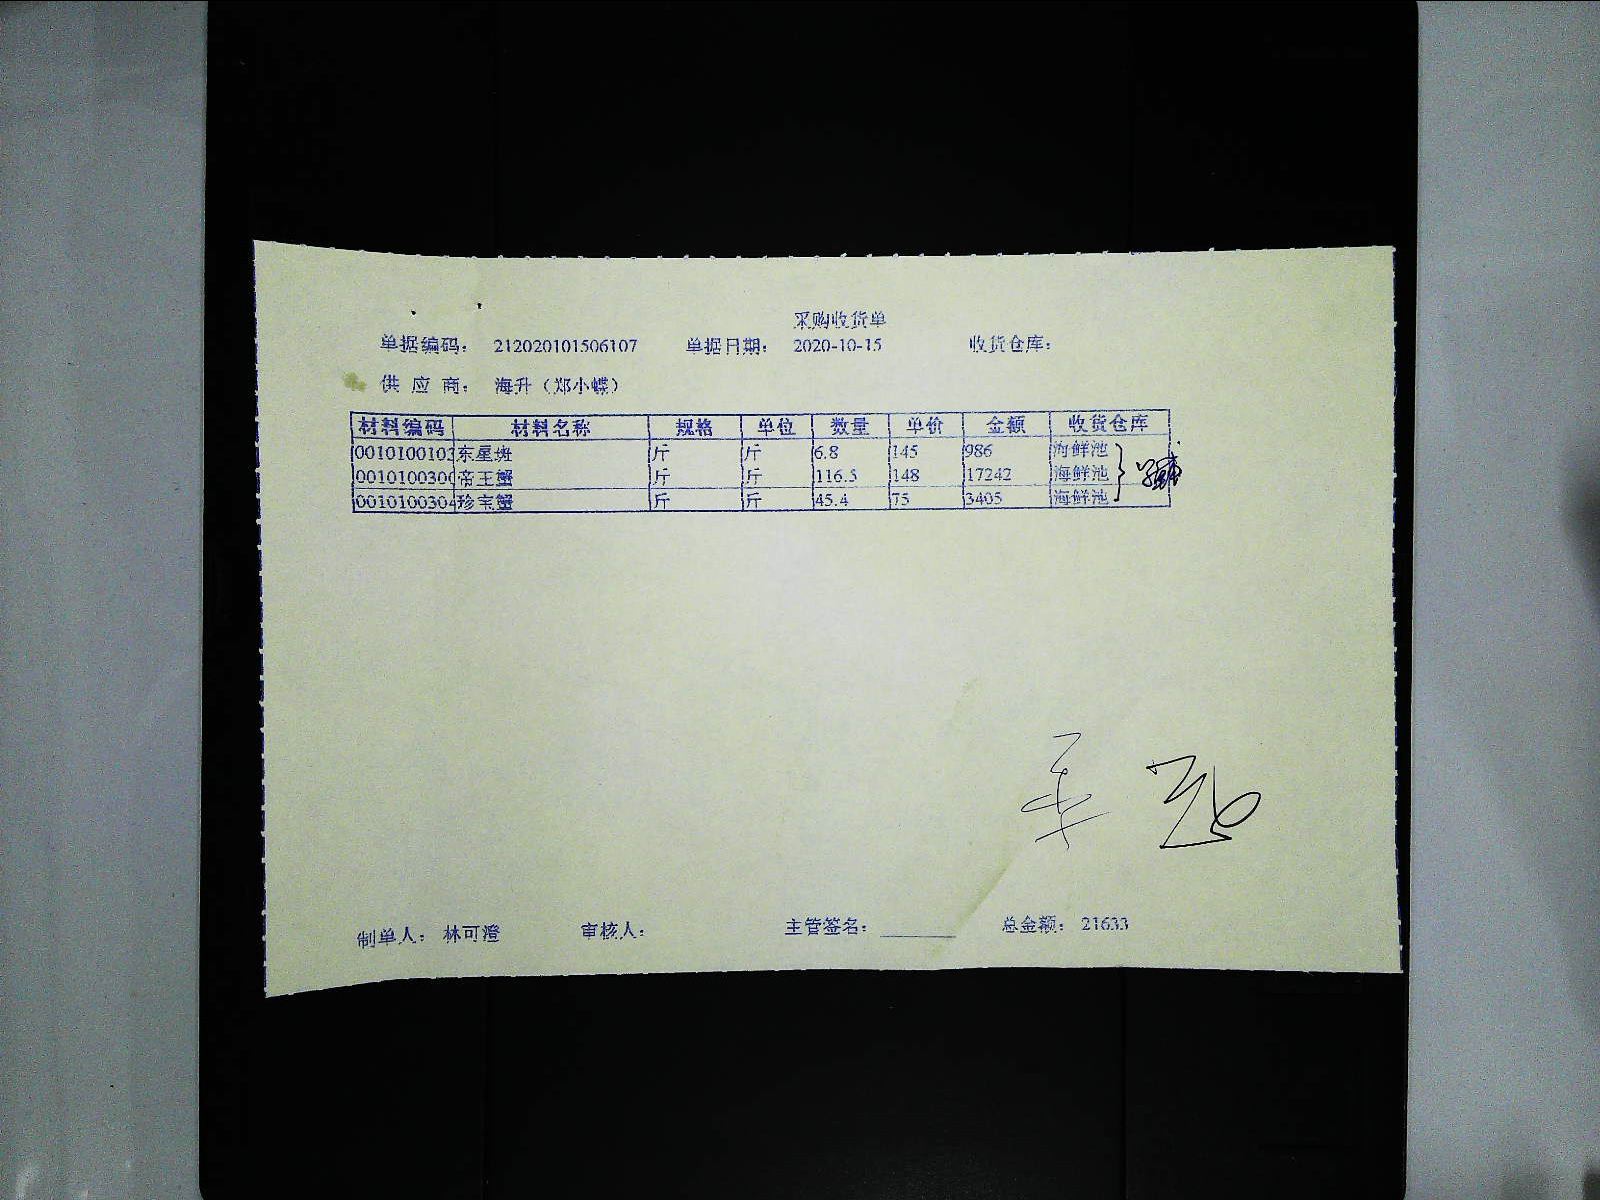 采购收货单
单据编码： 212020101506107 单据日期： 2020-10-15 收货仓库：
供 应 商： 海升（郑小蝶）
材料编码 材料名称 规格 单位 数量 单价 金额 收货仓库
0010100103 东星斑 斤 斤 6.8 145 986 海鲜池
001010030 帝王蟹 斤 斤 116.5 148 17242 海鲜池
0010100304 珍宝蟹 斤 斤 45.4 75 3405 海鲜池
制单人： 林可澄 审核人： 主管签名： 总金额： 21633